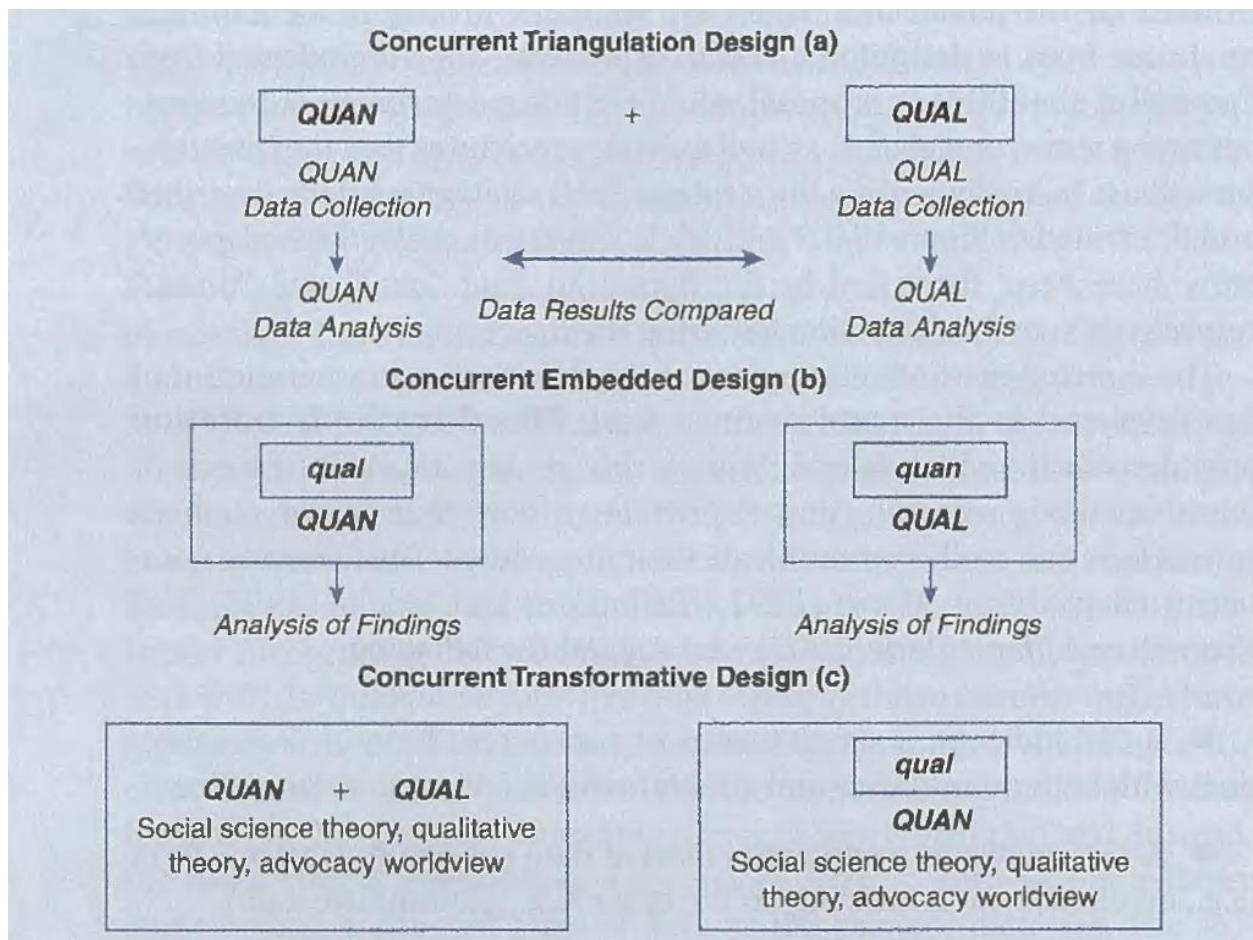 Concurrent Triangulation Design (a)
QUAN + QUAL
QUAN QUAL
Data Collection Data Collection
QUAN QUAL
Data Analysis Data Results Compared Data Analysis
Concurrent Embedded Design (b)
qual quan
QUAN QUAL
Analysis of Findings Analysis of Findings
Concurrent Transformative Design (c)
QUAN + QUAL
Social science theory, qualitative
theory, advocacy worldview
qual
QUAN
Social science theory, qualitative
theory, advocacy worldview